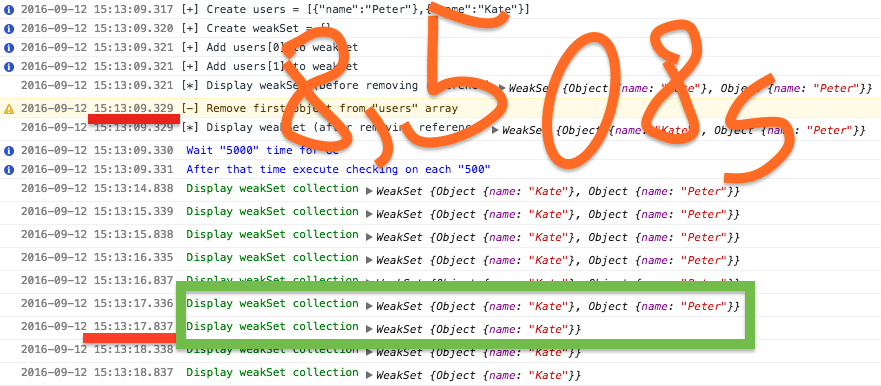 2016-09-12 15:13:09.317 [+] Create users = [{"name":"Peter"},{"name":"Kate"}]
2016-09-12 15:13:09.320 [+] Create weakSet = {}
2016-09-12 15:13:09.321 [+] Add users[0] to weakset
2016-09-12 15:13:09.321 [+] Add users[1] to weakset
2016-09-12 15:13:09.321 [*] Display weakSet (before removing ▶ WeakSet {Object {name: "Kate"}, Object {name: "Peter"}}
2016-09-12 15:13:09.329 [–] Remove first object from "users" array
2016-09-12 15:13:09.329 [*] Display weakSet (after removing reference ▶ WeakSet {Object {name: "Kate"}, Object {name: "Peter"}}
8,5085
2016-09-12 15:13:09.330 Wait "5000" time for GC
2016-09-12 15:13:09.331 After that time execute checking on each "500"
2016-09-12 15:13:14.838 Display weakSet collection ▶ WeakSet {Object {name: "Kate"}, Object {name: "Peter"}}
2016-09-12 15:13:15.339 Display weakSet collection ▶ WeakSet {Object {name: "Kate"}, Object {name: "Peter"}}
2016-09-12 15:13:15.838 Display weakSet collection ▶ WeakSet {Object {name: "Kate"}, Object {name: "Peter"}}
2016-09-12 15:13:16.335 Display weakSet collection ▶ WeakSet {Object {name: "Kate"}, Object {name: "Peter"}}
2016-09-12 15:13:16.837 Display weakSet collection ▶ WeakSet {Object {name: "Kate"}, Object {name: "Peter"}}
2016-09-12 15:13:17.336 Display weakSet collection ▶ WeakSet {Object {name: "Kate"}, Object {name: "Peter"}}
2016-09-12 15:13:17.837 Display weakSet collection ▶ WeakSet {Object {name: "Kate"}}
2016-09-12 15:13:18.338 Display weakSet collection ▶ WeakSet {Object {name: "Kate"}}
2016-09-12 15:13:18.837 Display weakSet collection ▶ WeakSet {Object {name: "Kate"}}